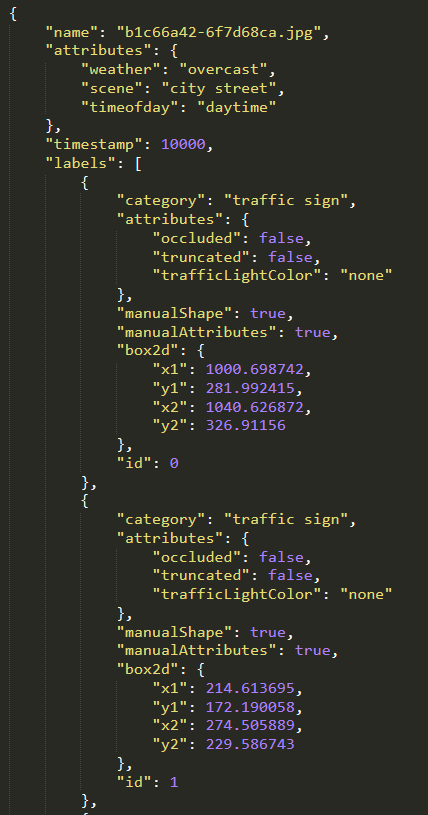 {
    "name": "b1c66a42-6f7d68ca.jpg",
    "attributes": {
        "weather": "overcast",
        "scene": "city street",
        "timeofday": "daytime"
    },
    "timestamp": 10000,
    "labels": [
        {
            "category": "traffic sign",
            "attributes": {
                "occluded": false,
                "truncated": false,
                "trafficLightColor": "none"
            },
            "manualShape": true,
            "manualAttributes": true,
            "box2d": {
                "x1": 1000.698742,
                "y1": 281.992415,
                "x2": 1040.626872,
                "y2": 326.91156
            },
            "id": 0
        },
        {
            "category": "traffic sign",
            "attributes": {
                "occluded": false,
                "truncated": false,
                "trafficLightColor": "none"
            },
            "manualShape": true,
            "manualAttributes": true,
            "box2d": {
                "x1": 214.613695,
                "y1": 172.190058,
                "x2": 274.505889,
                "y2": 229.586743
            },
            "id": 1
        },
        {